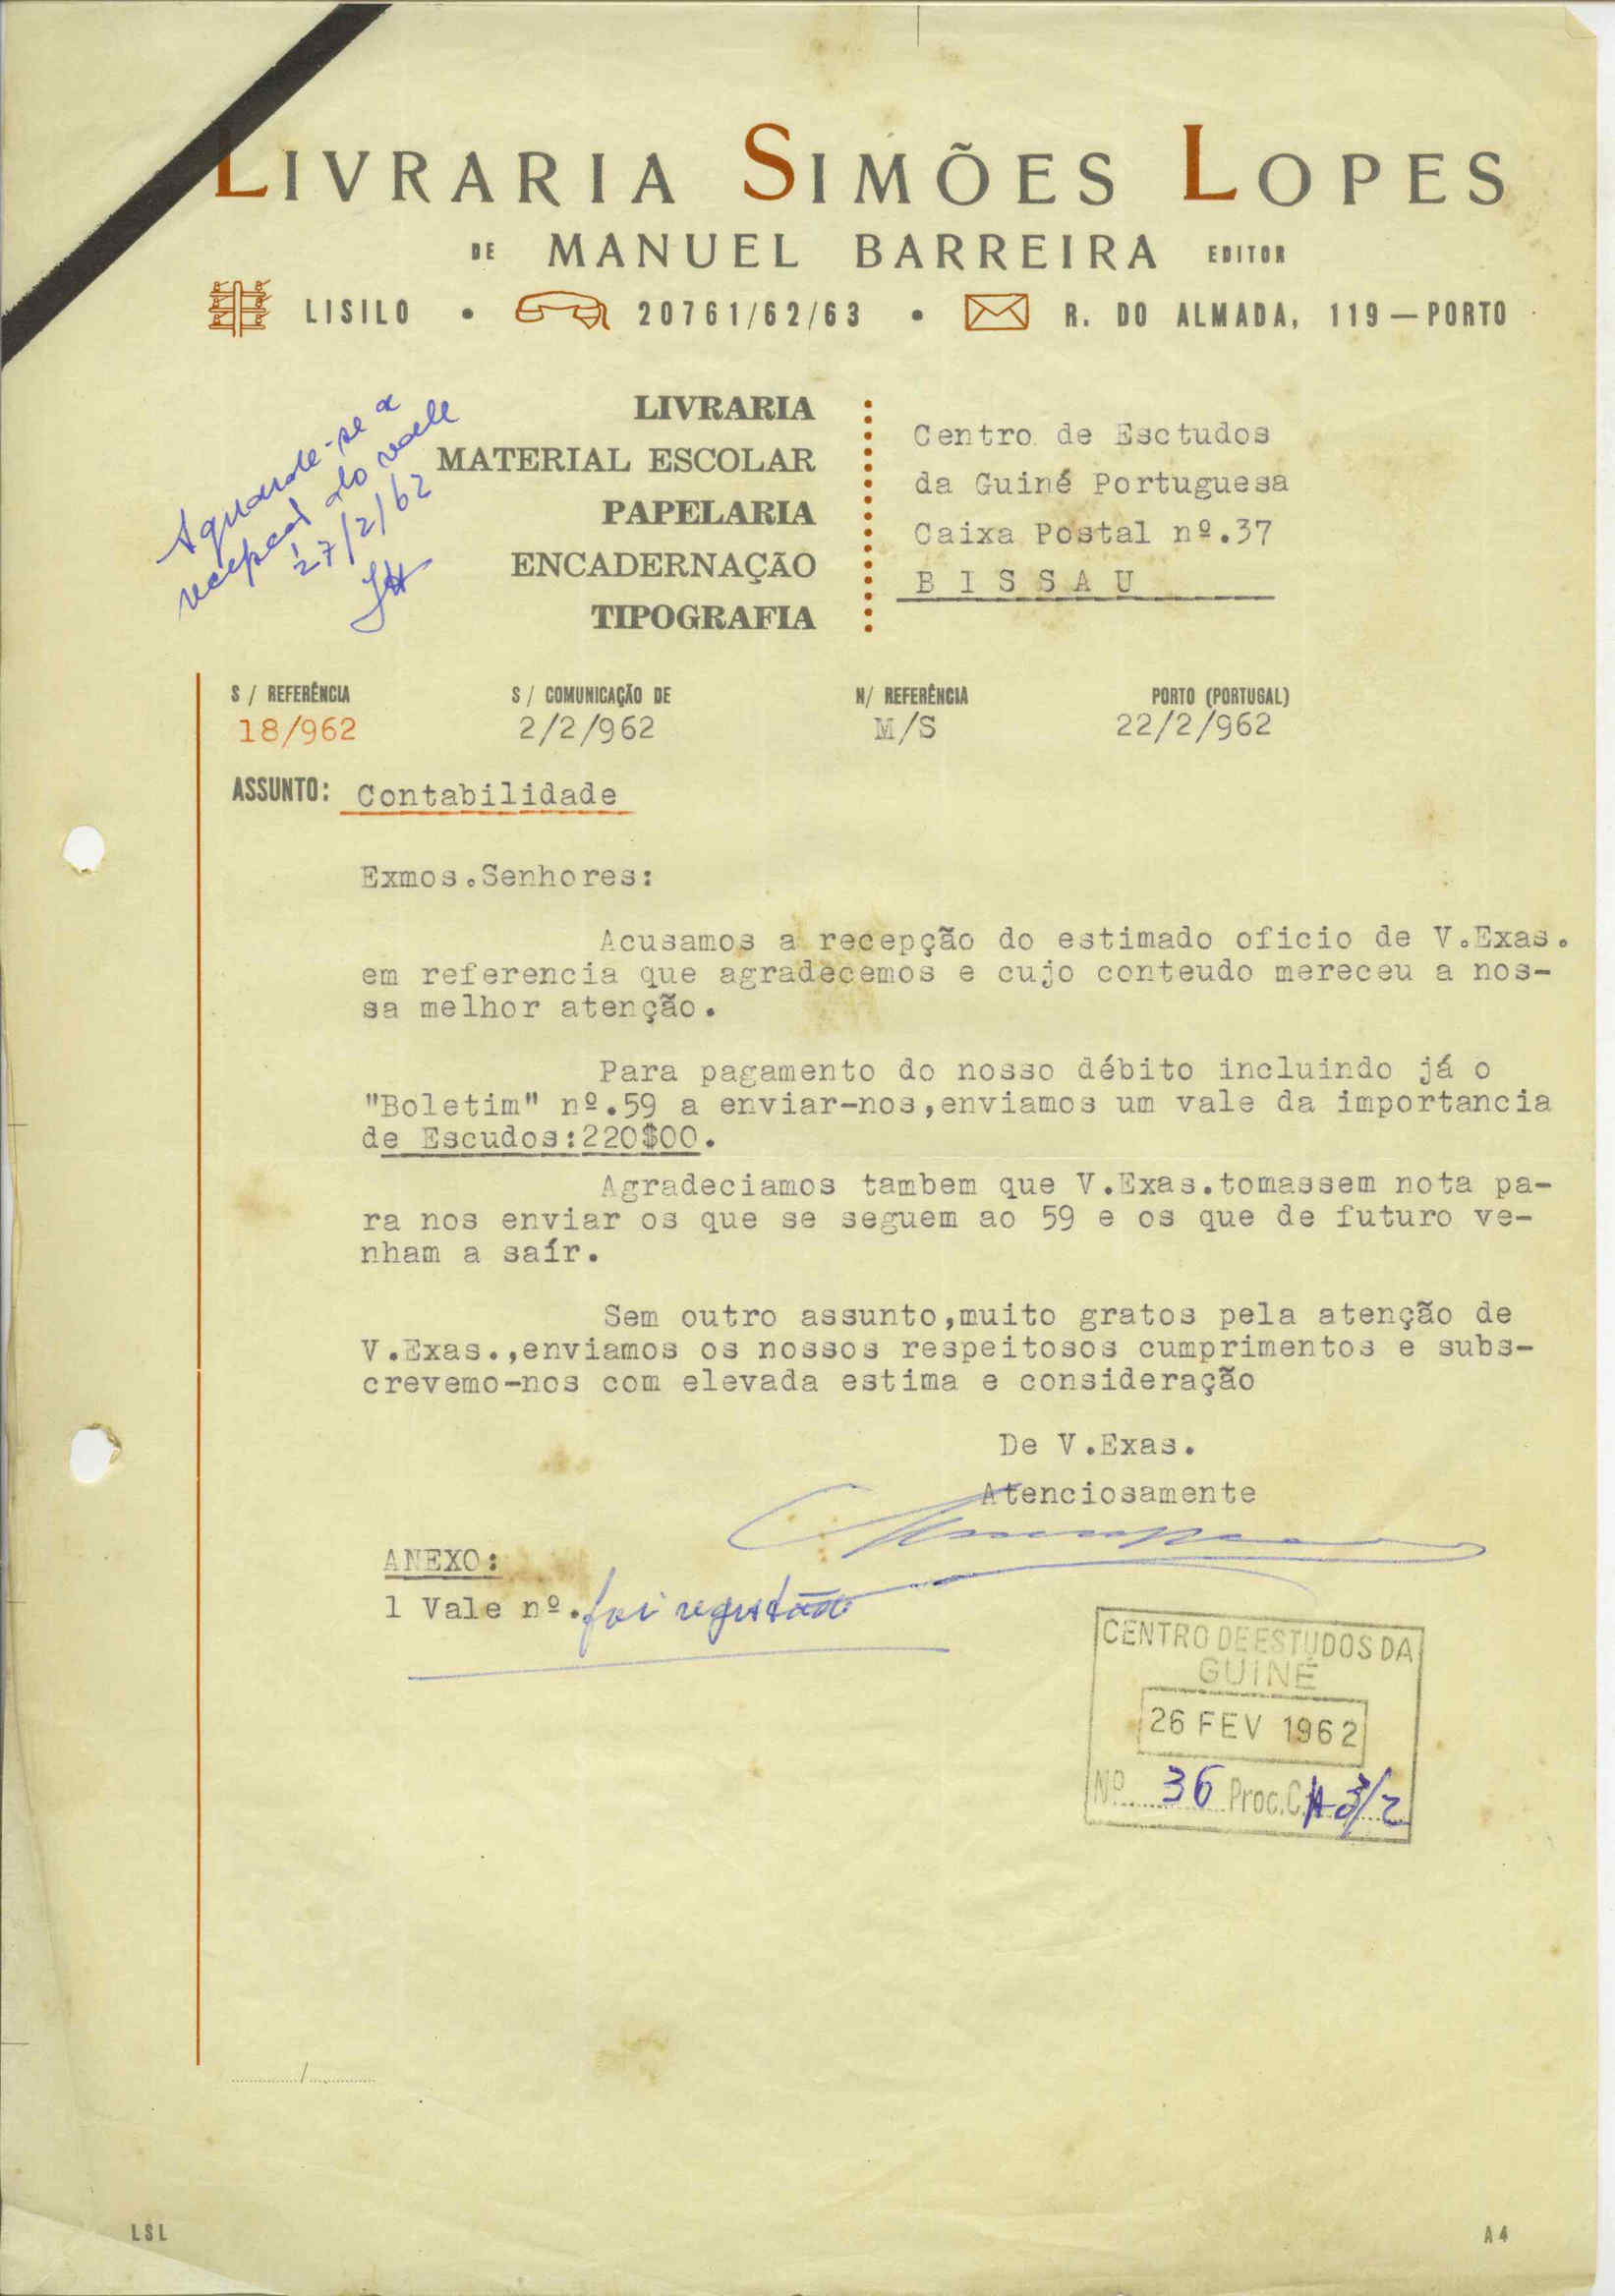 LIVRARIA SIMÕES LOPES
DE MANUEL BARREIRA EDITOR
LISILO • 20761/62/63 • R. DO ALMADA, 119 — PORTO
Aguarde-se a
recepção do vale
27/2/62
LIVRARIA
MATERIAL ESCOLAR
PAPELARIA
ENCADERNAÇÃO
TIPOGRAFIA
Centro de Esctudos
da Guiné Portuguesa
Caixa Postal nº.37
B I S S A U
S / REFERÊNCIA S / COMUNICAÇÃO DE N/ REFERÊNCIA PORTO (PORTUGAL)
18/962 2/2/962 M/S 22/2/962
ASSUNTO: Contabilidade
Exmos.Senhores:
Acusamos a recepção do estimado oficio de V.Exas.
em referencia que agradecemos e cujo conteudo mereceu a nos-
sa melhor atenção.
Para pagamento do nosso débito incluindo já o
"Boletim" nº.59 a enviar-nos,enviamos um vale da importancia
de Escudos:220$00.
Agradeciamos tambem que V.Exas.tomassem nota pa-
ra nos enviar os que se seguem ao 59 e os que de futuro ve-
nham a saír.
Sem outro assunto,muito gratos pela atenção de
V.Exas.,enviamos os nossos respeitosos cumprimentos e subs-
crevemo-nos com elevada estima e consideração
De V.Exas.
Atenciosamente
ANEXO:
1 Vale nº. foi registado
CENTRO DE ESTUDOS DA
GUINÉ
26 FEV 1962
Nº 36 Proc.C. A 3/2
LSL
A4